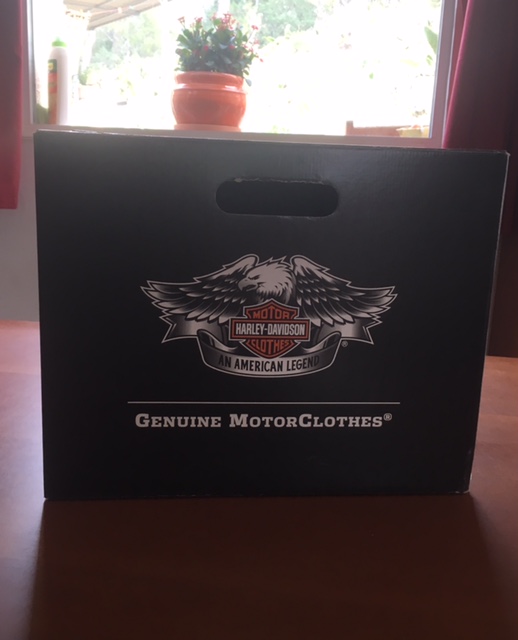 MOTOR
HARLEY-DAVIDSON
CLOTHES
®
AN AMERICAN LEGEND
GENUINE MOTORCLOTHES®